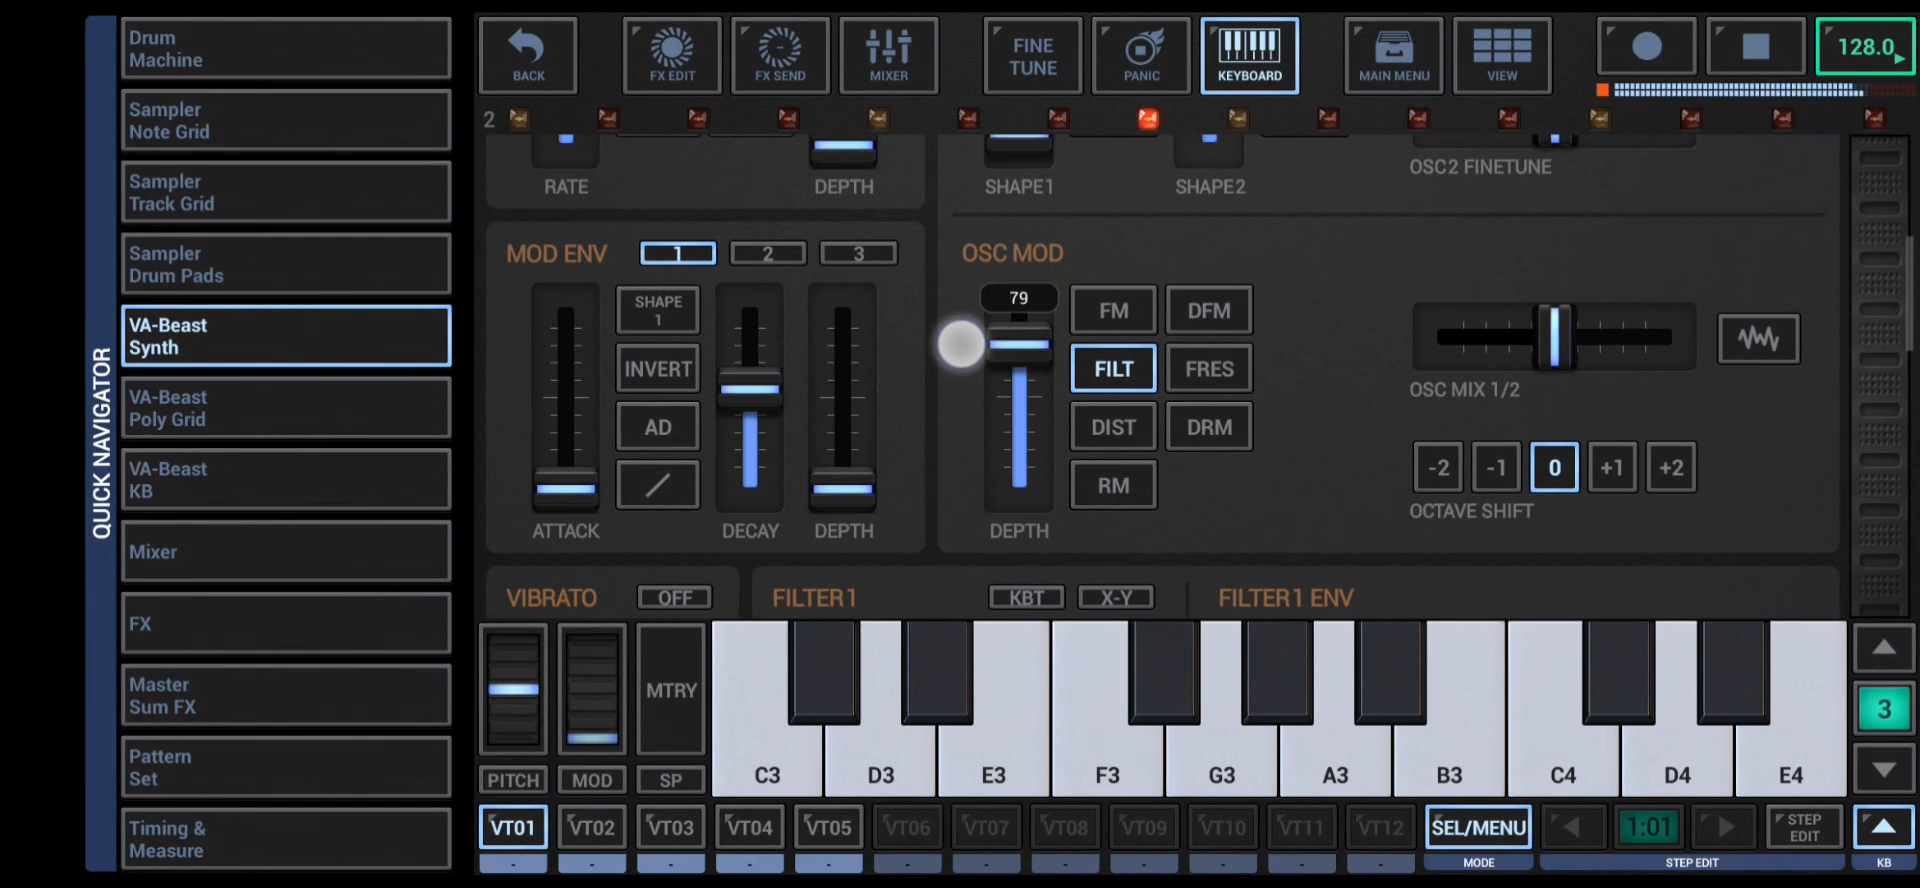 QUICK NAVIGATOR
Drum
Machine
Sampler
Note Grid
Sampler
Track Grid
Sampler
Drum Pads
VA-Beast
Synth
VA-Beast
Poly Grid
VA-Beast
KB
Mixer
FX
Master
Sum FX
Pattern
Set
Timing &
Measure
BACK
FX EDIT
FX SEND
MIXER
FINE
TUNE
PANIC
KEYBOARD
MAIN MENU
VIEW
128.0
2
RATE
DEPTH
SHAPE1
SHAPE2
OSC2 FINETUNE
MOD ENV
1
2
3
SHAPE
1
INVERT
AD
ATTACK
DECAY
DEPTH
OSC MOD
79
FM
DFM
FILT
FRES
DIST
DRM
RM
DEPTH
OSC MIX 1/2
-2
-1
0
+1
+2
OCTAVE SHIFT
VIBRATO
OFF
FILTER1
KBT
X-Y
FILTER1 ENV
MTRY
PITCH
MOD
SP
C3
D3
E3
F3
G3
A3
B3
C4
D4
E4
3
VT01
VT02
VT03
VT04
VT05
VT06
VT07
VT08
VT09
VT10
VT11
VT12
SEL/MENU
1:01
STEP
EDIT
-
-
-
-
-
-
-
-
-
-
-
-
MODE
STEP EDIT
KB